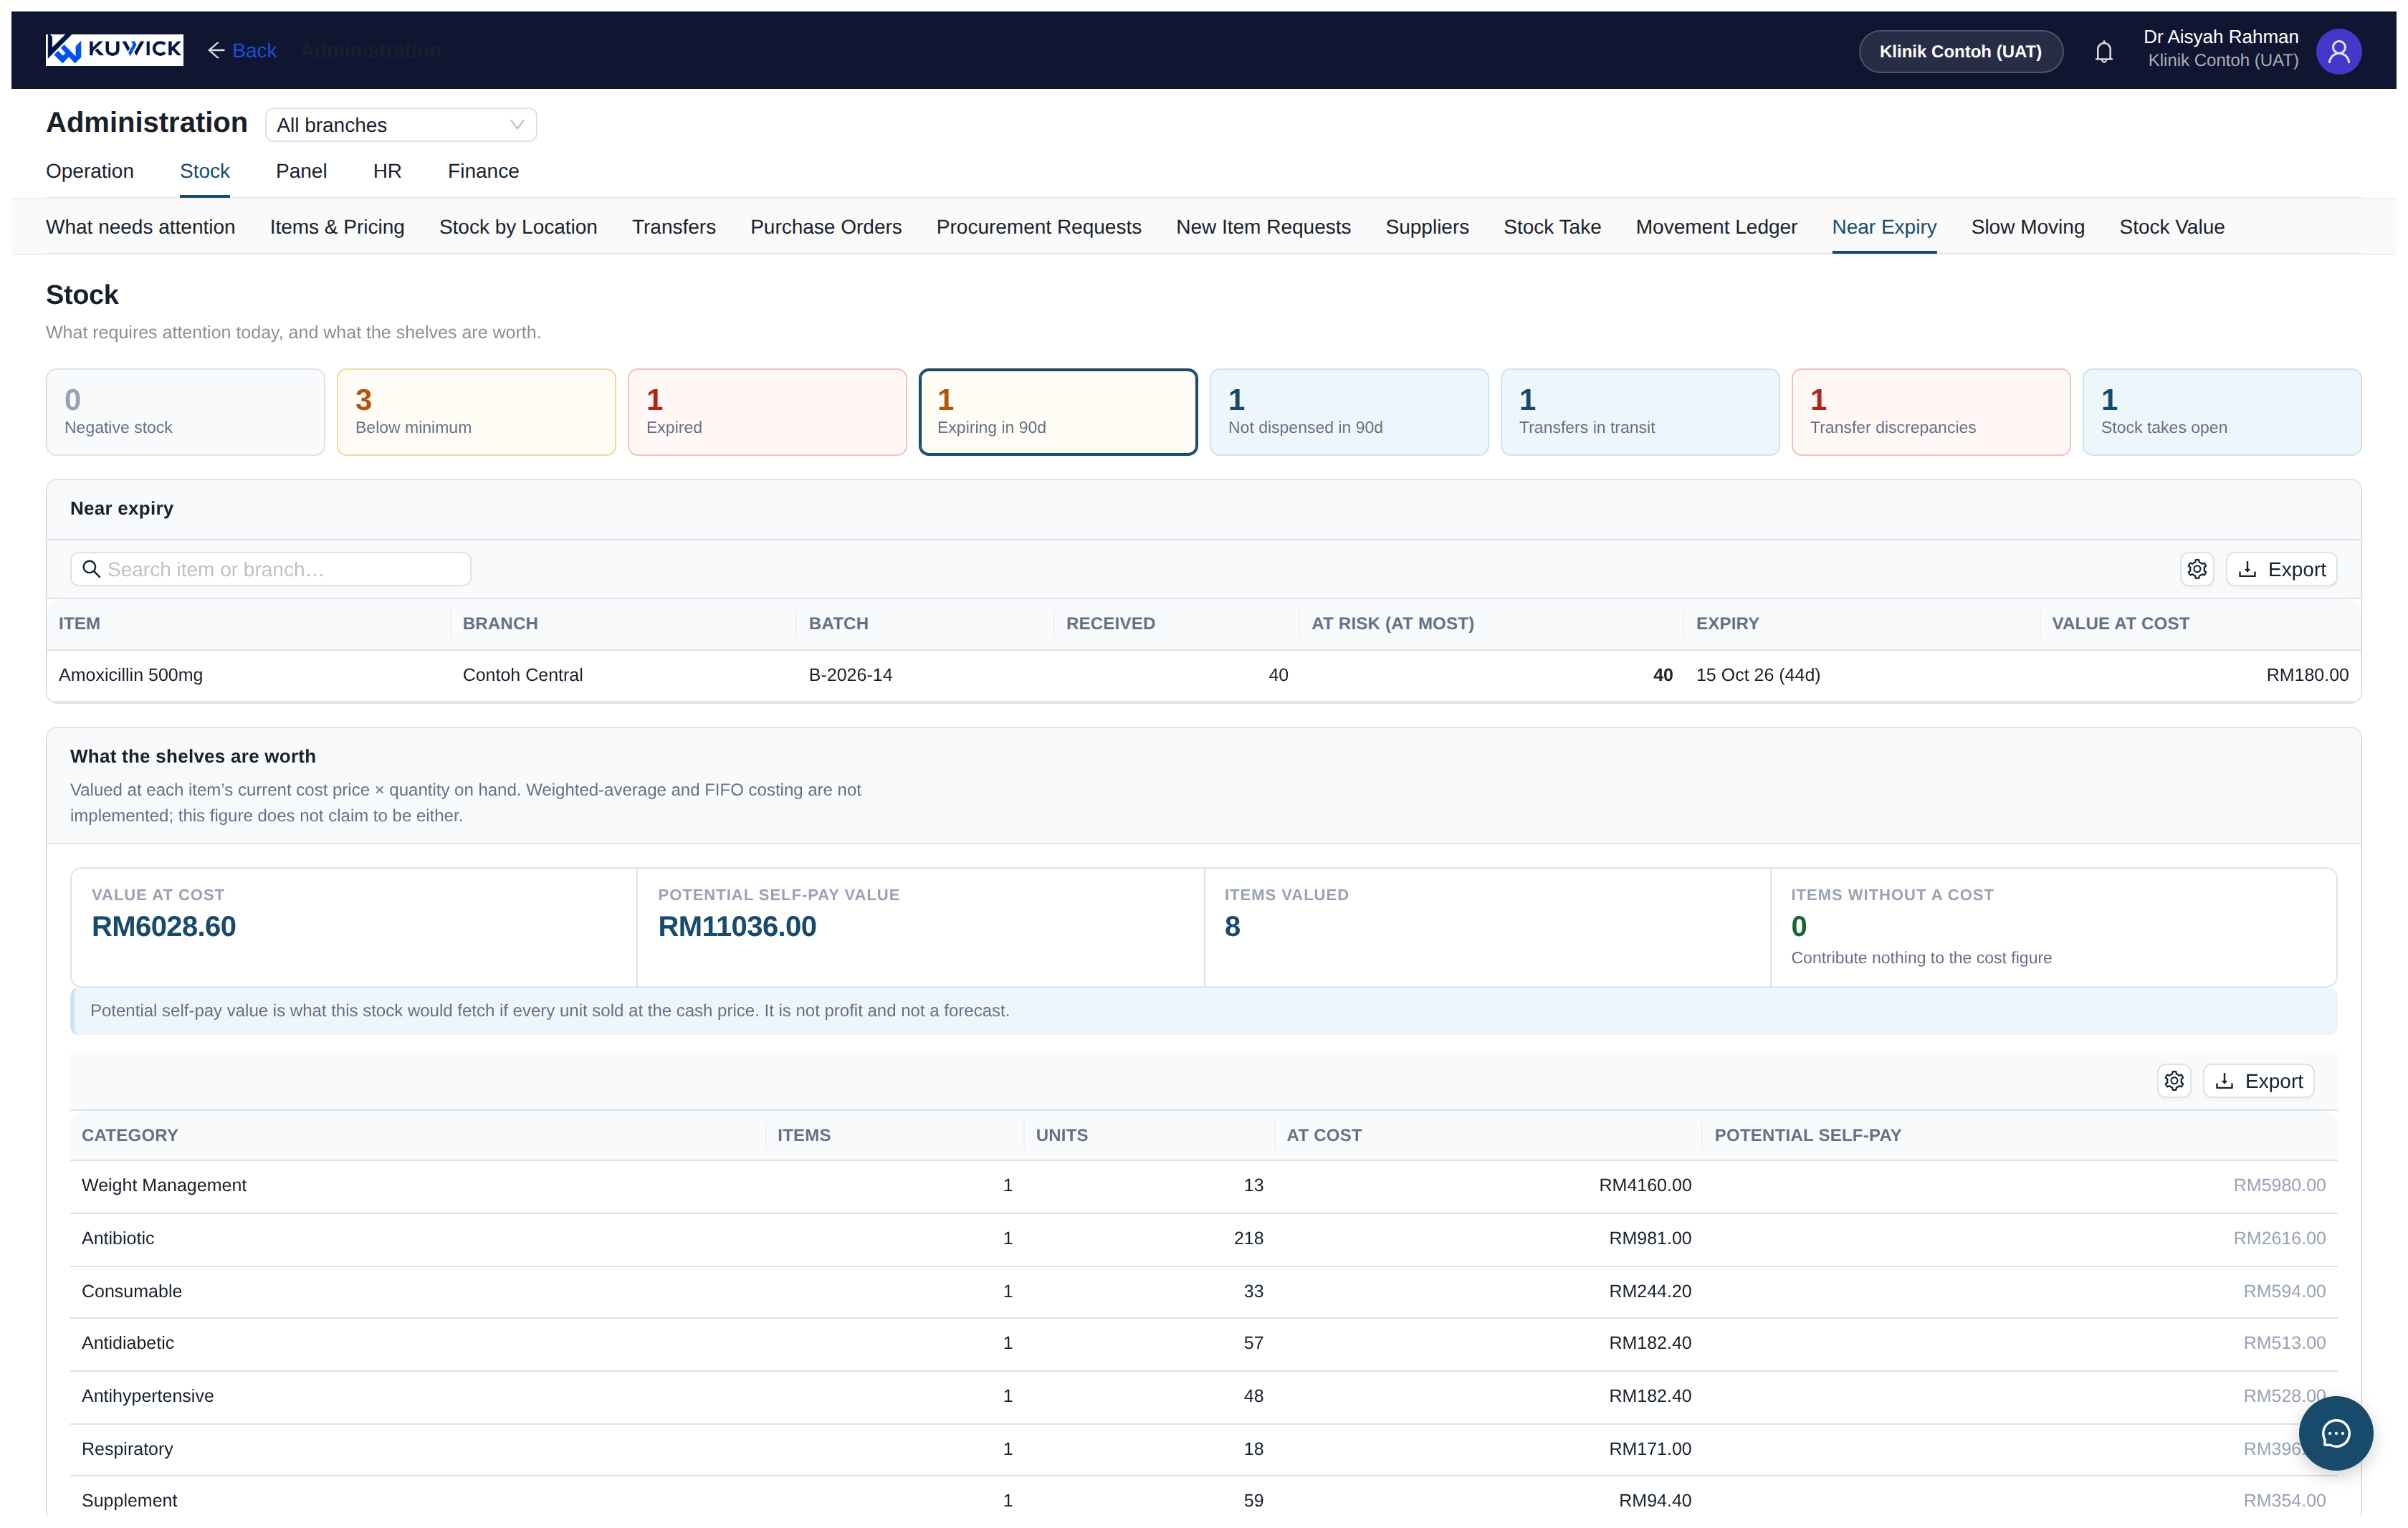 KUWICK
Back
Administration
Klinik Contoh (UAT)
Dr Aisyah Rahman
Klinik Contoh (UAT)
Administration
All branches
Operation Stock Panel HR Finance
What needs attention Items & Pricing Stock by Location Transfers Purchase Orders Procurement Requests New Item Requests Suppliers Stock Take Movement Ledger Near Expiry Slow Moving Stock Value
Stock
What requires attention today, and what the shelves are worth.
0
Negative stock
3
Below minimum
1
Expired
1
Expiring in 90d
1
Not dispensed in 90d
1
Transfers in transit
1
Transfer discrepancies
1
Stock takes open
Near expiry
Search item or branch…
Export
ITEM BRANCH BATCH RECEIVED AT RISK (AT MOST) EXPIRY VALUE AT COST
Amoxicillin 500mg Contoh Central B-2026-14 40 40 15 Oct 26 (44d) RM180.00
What the shelves are worth
Valued at each item’s current cost price × quantity on hand. Weighted-average and FIFO costing are not
implemented; this figure does not claim to be either.
VALUE AT COST
RM6028.60
POTENTIAL SELF-PAY VALUE
RM11036.00
ITEMS VALUED
8
ITEMS WITHOUT A COST
0
Contribute nothing to the cost figure
Potential self-pay value is what this stock would fetch if every unit sold at the cash price. It is not profit and not a forecast.
Export
CATEGORY ITEMS UNITS AT COST POTENTIAL SELF-PAY
Weight Management 1 13 RM4160.00 RM5980.00
Antibiotic 1 218 RM981.00 RM2616.00
Consumable 1 33 RM244.20 RM594.00
Antidiabetic 1 57 RM182.40 RM513.00
Antihypertensive 1 48 RM182.40 RM528.00
Respiratory 1 18 RM171.00 RM396.
Supplement 1 59 RM94.40 RM354.00